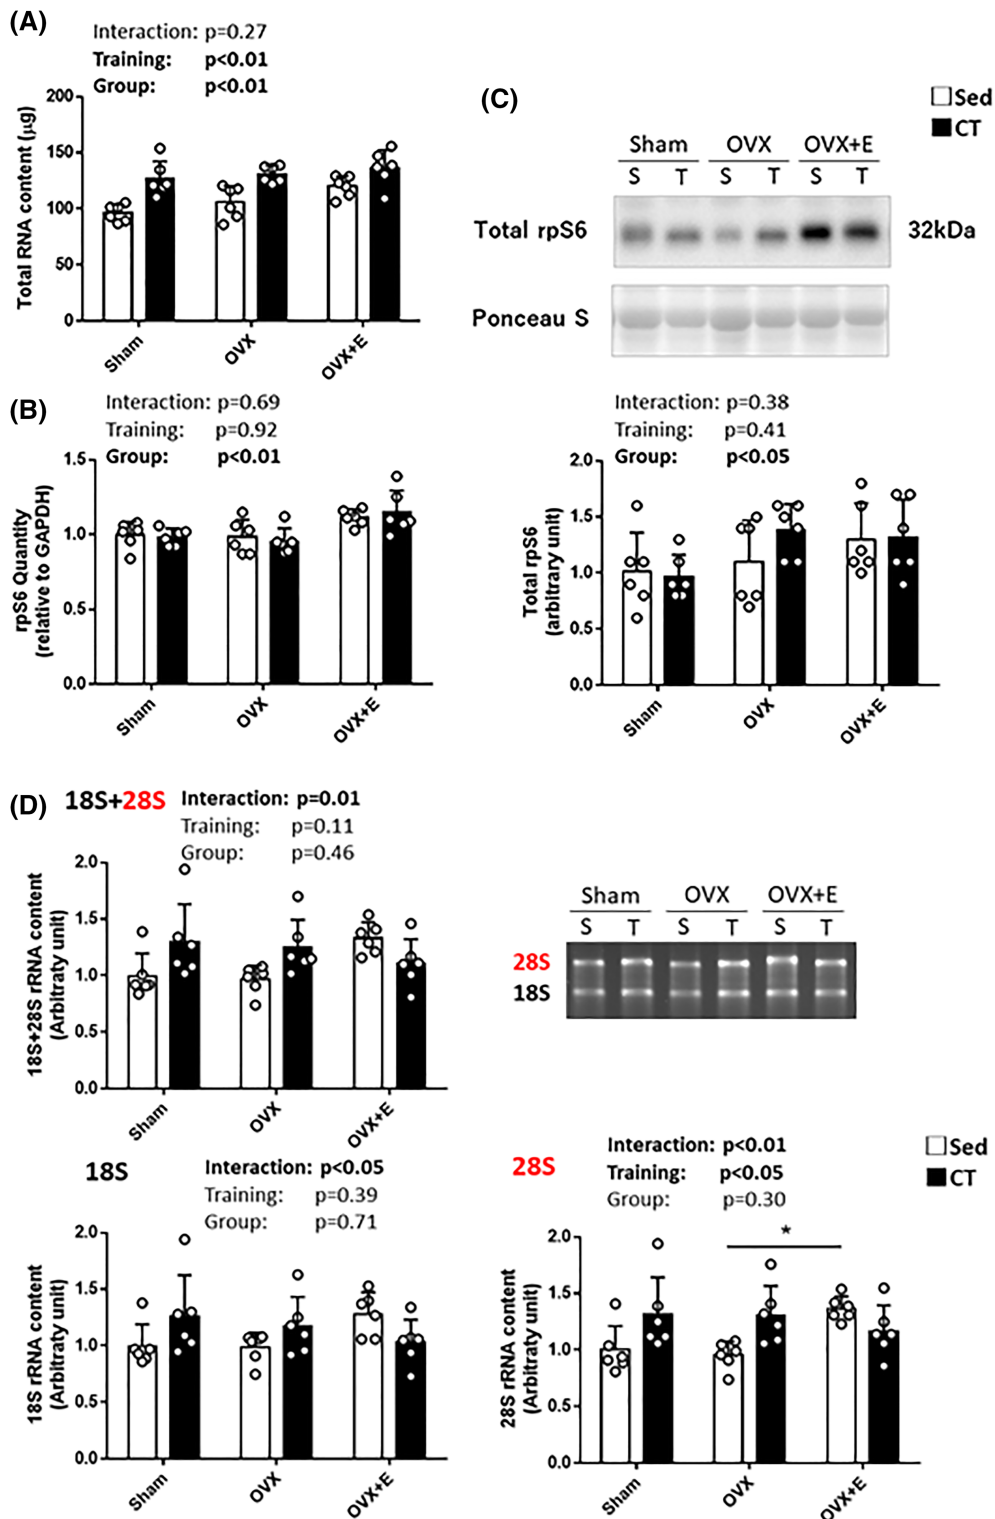 (A)
Interaction: p=0.27
Training: p<0.01
Group: p<0.01
Total RNA content (μg)
200
150
100
50
0
Sham
OVX
OVX+E
(C)
Sed
CT
Sham OVX OVX+E
S T S T S T
Total rpS6
32kDa
Ponceau S
(B)
Interaction: p=0.69
Training: p=0.92
Group: p<0.01
rpS6 Quantity
(relative to GAPDH)
1.5
1.0
0.5
0.0
Sham
OVX
OVX+E
Interaction: p=0.38
Training: p=0.41
Group: p<0.05
Total rpS6
(arbitrary unit)
2.0
1.5
1.0
0.5
0.0
Sham
OVX
OVX+E
(D)
18S+28S
Interaction: p=0.01
Training: p=0.11
Group: p=0.46
18S+28S rRNA content
(Arbitraty unit)
2.0
1.5
1.0
0.5
0.0
Sham
OVX
OVX+E
Sham OVX OVX+E
S T S T S T
28S
18S
18S
Interaction: p<0.05
Training: p=0.39
Group: p=0.71
18S rRNA content
(Arbitraty unit)
2.0
1.5
1.0
0.5
0.0
Sham
OVX
OVX+E
28S
Interaction: p<0.01
Training: p<0.05
Group: p=0.30
Sed
CT
*
28S rRNA content
(Arbitraty unit)
2.0
1.5
1.0
0.5
0.0
Sham
OVX
OVX+E